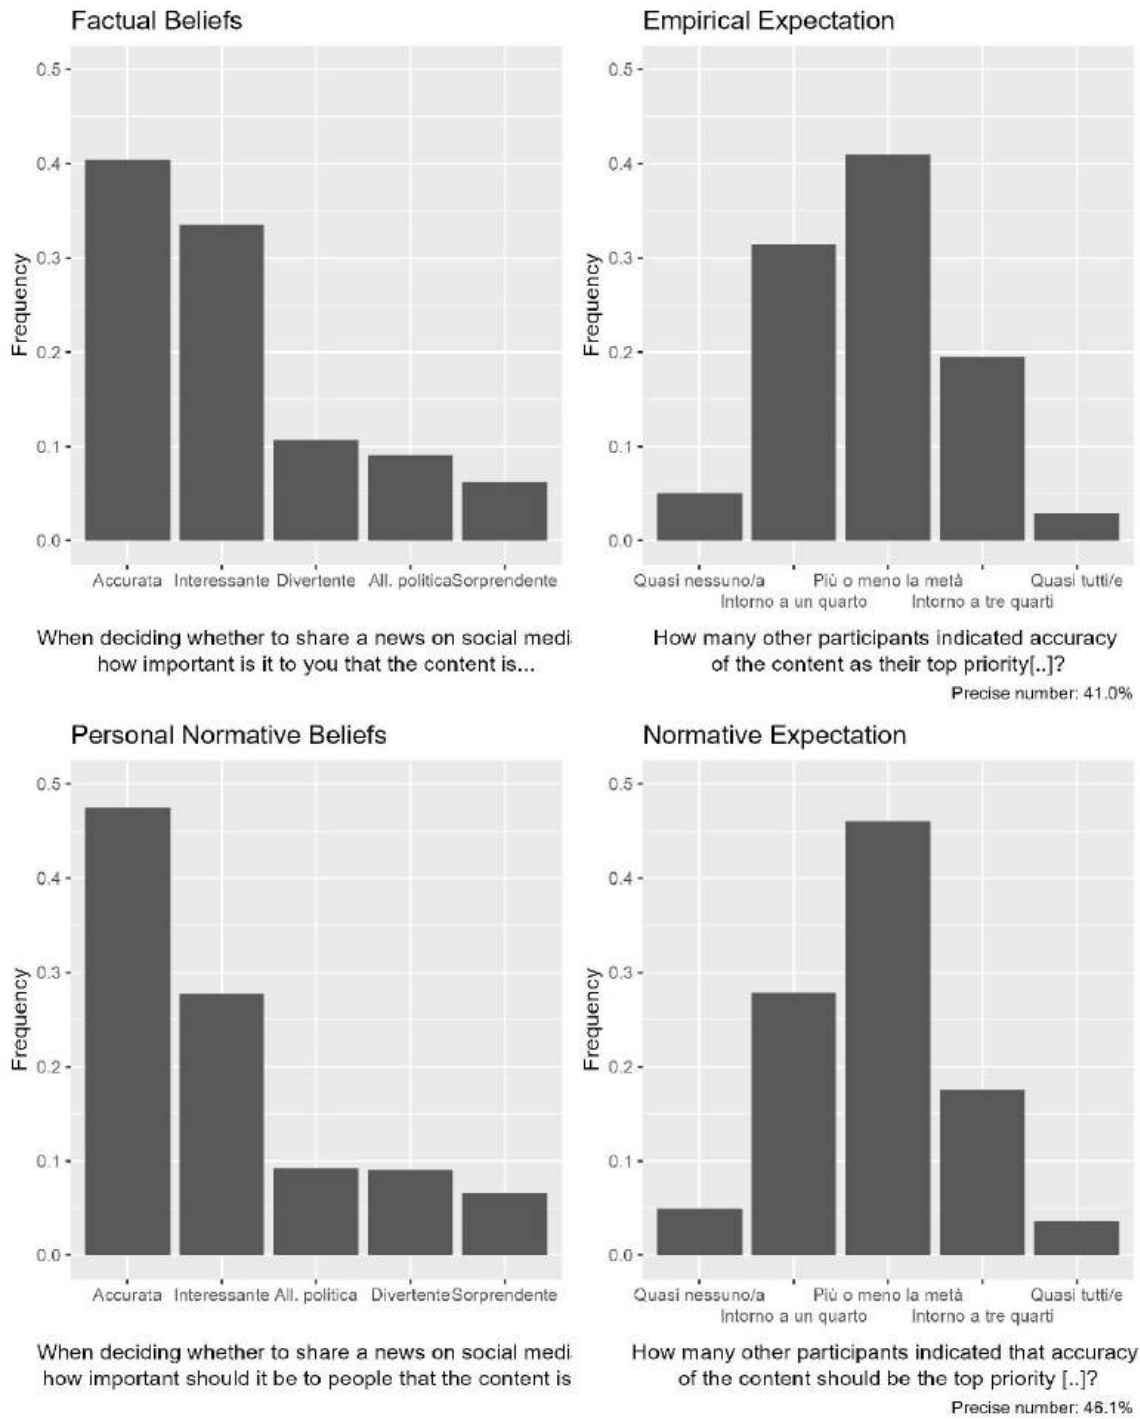 Factual Beliefs
0.5
0.4
0.3
0.2
0.1
0.0
Frequency
Accurata Interessante Divertente All. politica Sorprendente
When deciding whether to share a news on social medi
how important is it to you that the content is...
Empirical Expectation
0.5
0.4
0.3
0.2
0.1
0.0
Frequency
Quasi nessuno/a Più o meno la metà Quasi tutti/e
Intorno a un quarto Intorno a tre quarti
How many other participants indicated accuracy
of the content as their top priority[..]?
Precise number: 41.0%
Personal Normative Beliefs
0.5
0.4
0.3
0.2
0.1
0.0
Frequency
Accurata Interessante All. politica Divertente Sorprendente
When deciding whether to share a news on social medi
how important should it be to people that the content is
Normative Expectation
0.5
0.4
0.3
0.2
0.1
0.0
Frequency
Quasi nessuno/a Più o meno la metà Quasi tutti/e
Intorno a un quarto Intorno a tre quarti
How many other participants indicated that accuracy
of the content should be the top priority [..]?
Precise number: 46.1%